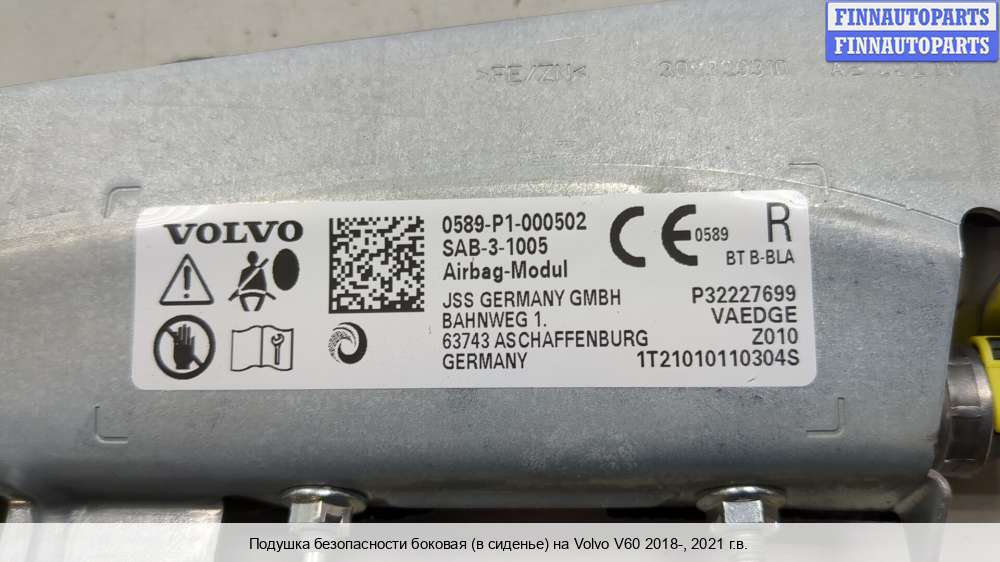 FINNAUTOPARTS
FINNAUTOPARTS
>FE/ZN<
VOLVO
0589-P1-000502
SAB-3-1005
Airbag-Modul
JSS GERMANY GMBH
BAHNWEG 1.
63743 ASCHAFFENBURG
GERMANY
CE 0589
R
BT B-BLA
P32227699
VAEDGE
Z010
1T21010110304S
Подушка безопасности боковая (в сиденье) на Volvo V60 2018-, 2021 г.в.